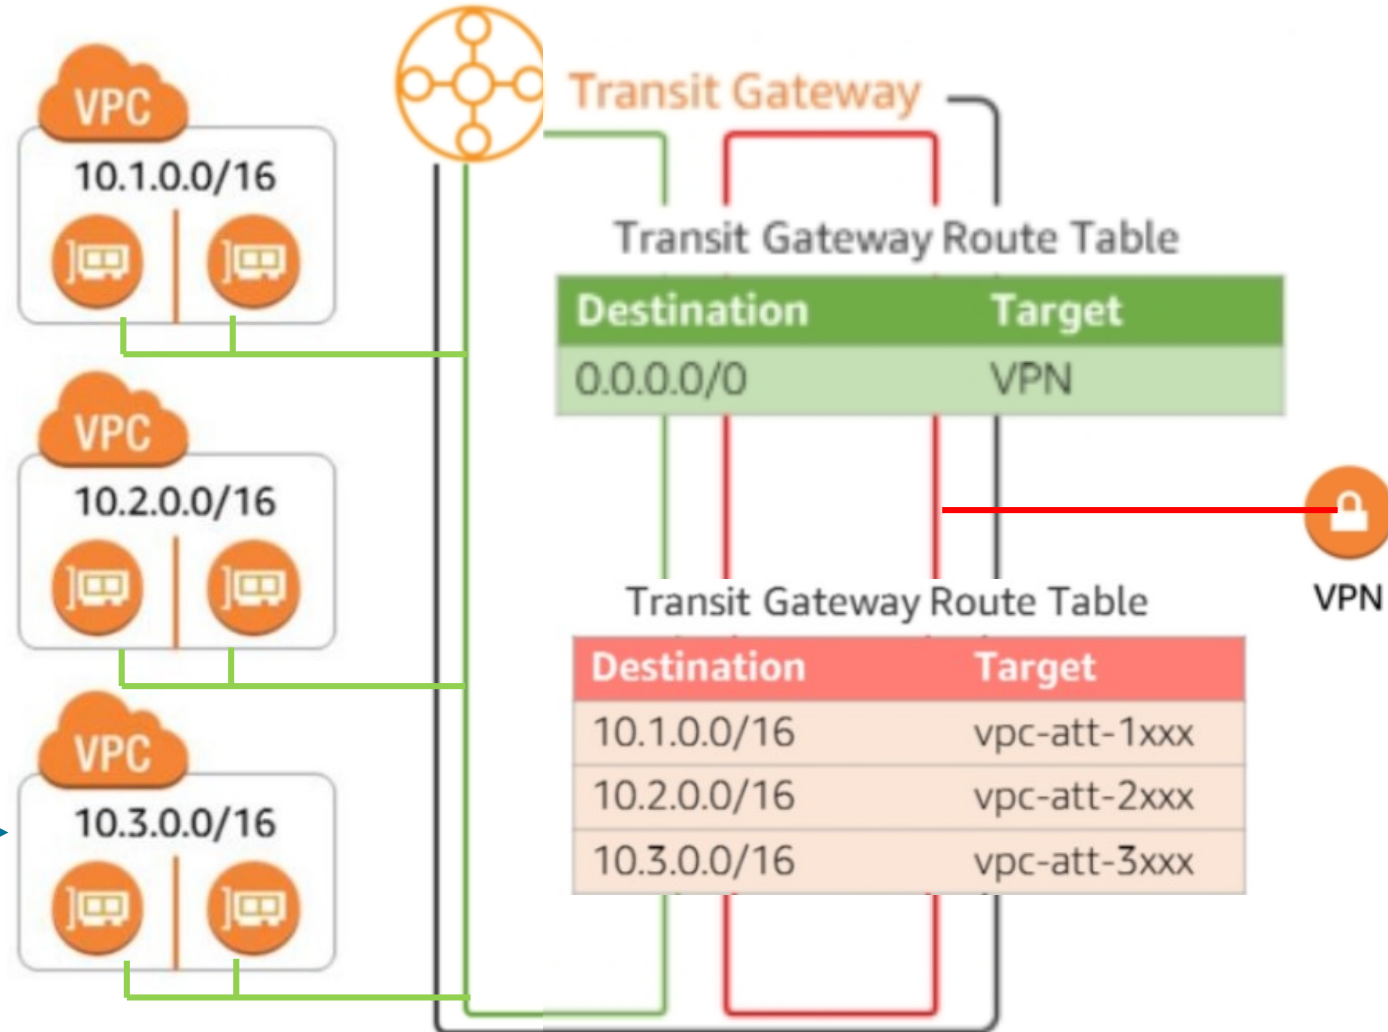 VPC
10.1.0.0/16
VPC
10.2.0.0/16
VPC
10.3.0.0/16
Transit Gateway
Transit Gateway Route Table
Destination Target
0.0.0.0/0 VPN
Transit Gateway Route Table
Destination Target
10.1.0.0/16 vpc-att-1xxx
10.2.0.0/16 vpc-att-2xxx
10.3.0.0/16 vpc-att-3xxx
VPN